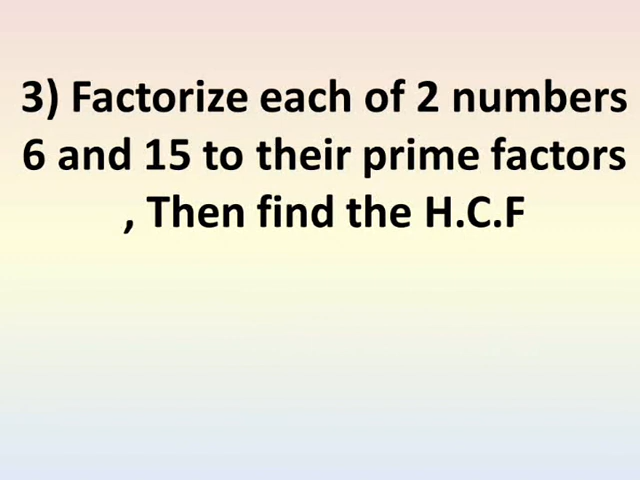 3) Factorize each of 2 numbers
6 and 15 to their prime factors
, Then find the H.C.F